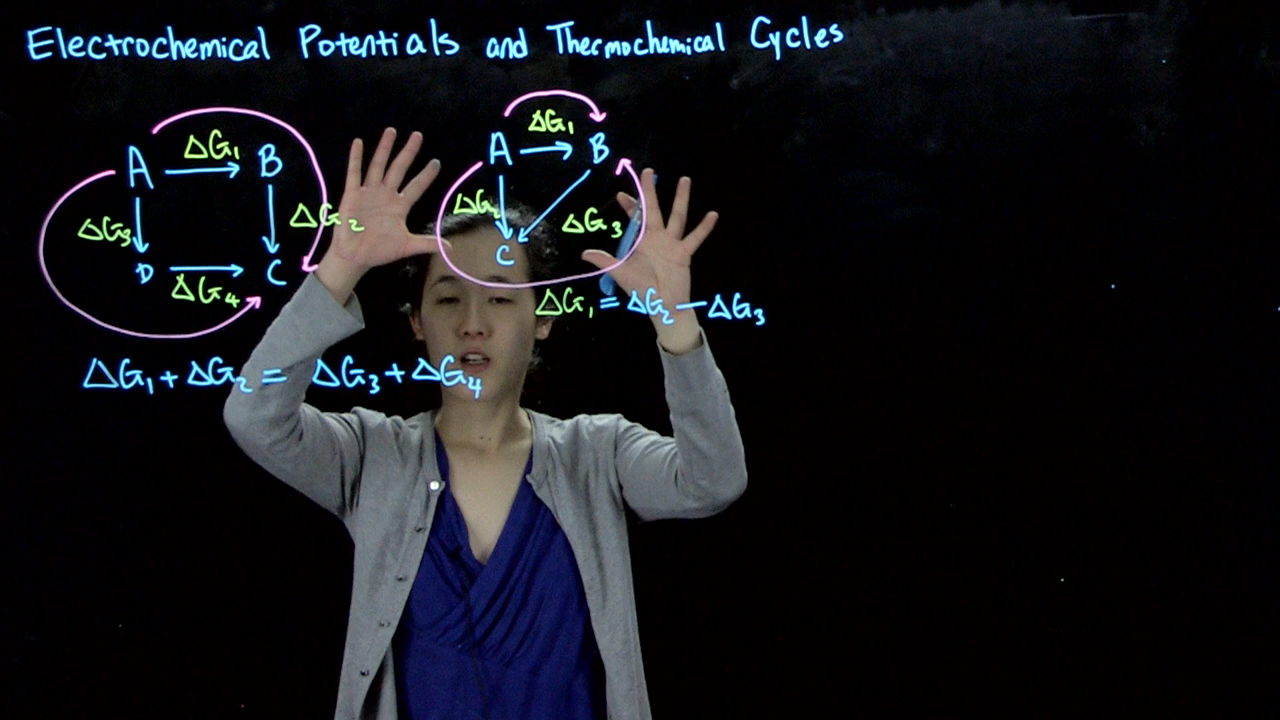 Electrochemical Potentials and Thermochemical Cycles
A ΔG₁ B
ΔG₃ ΔG₂
D ΔG₄ C
ΔG₁ + ΔG₂ = ΔG₃ + ΔG₄
ΔG₁
A B
ΔG₂ ΔG₃
C
ΔG₁ = ΔG₂ - ΔG₃